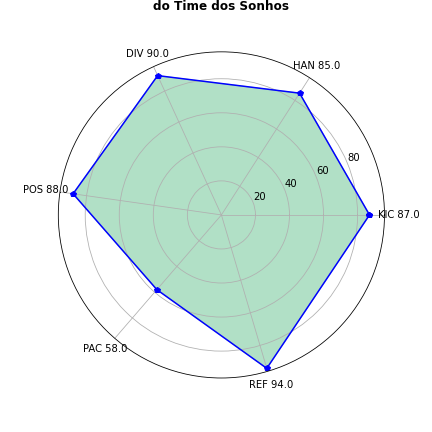 do Time dos Sonhos
DIV 90.0
HAN 85.0
80
60
40
20
POS 88.0
KIC 87.0
PAC 58.0
REF 94.0